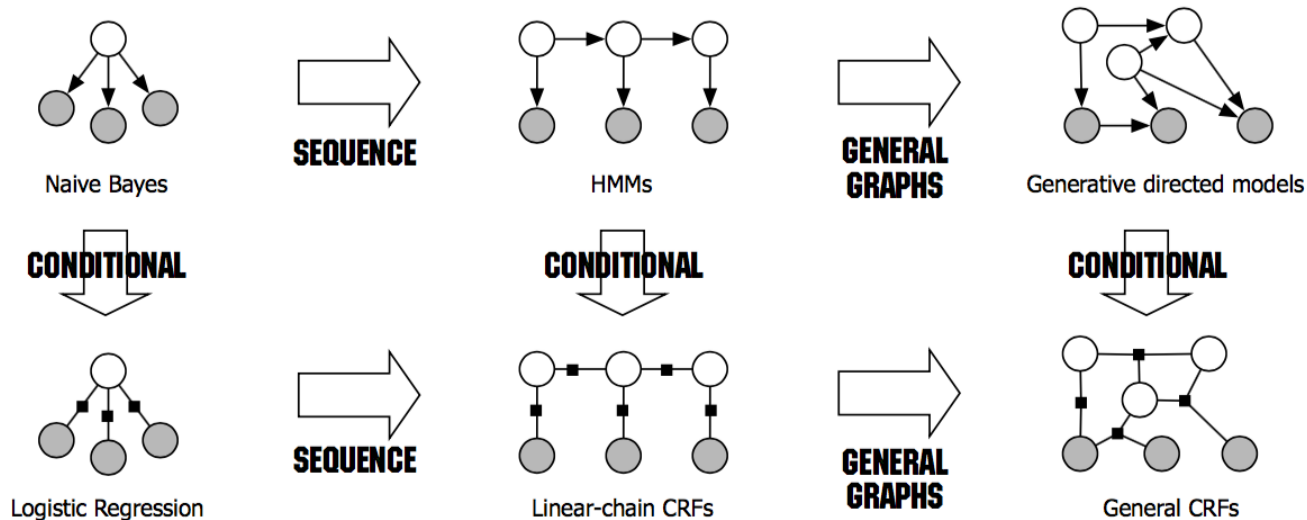 SEQUENCE
GENERAL
GRAPHS
Naive Bayes
HMMs
Generative directed models
CONDITIONAL
CONDITIONAL
CONDITIONAL
SEQUENCE
GENERAL
GRAPHS
Logistic Regression
Linear-chain CRFs
General CRFs